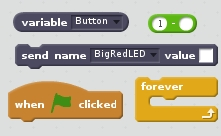 variable Button
1 -
send name BigRedLED value
forever
when clicked